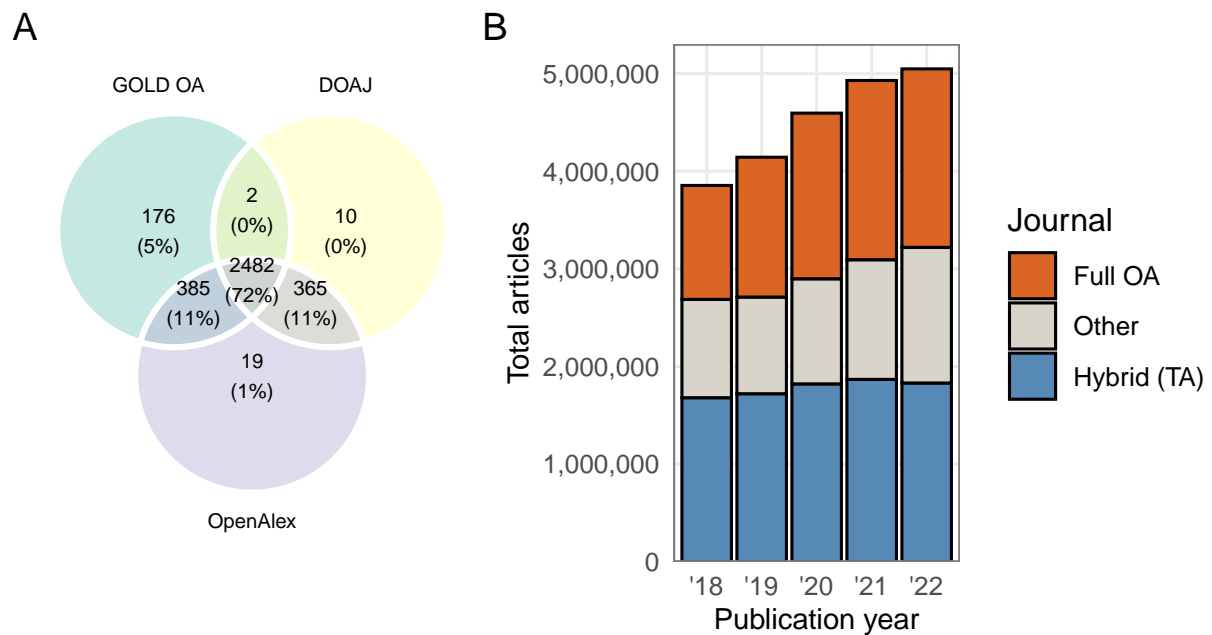 A
GOLD OA
DOAJ
2
(0%)
176
(5%)
10
(0%)
2482
(72%)
385
(11%)
365
(11%)
19
(1%)
OpenAlex
B
Total articles
5,000,000
4,000,000
3,000,000
2,000,000
1,000,000
0
'18 '19 '20 '21 '22
Publication year
Journal
Full OA
Other
Hybrid (TA)